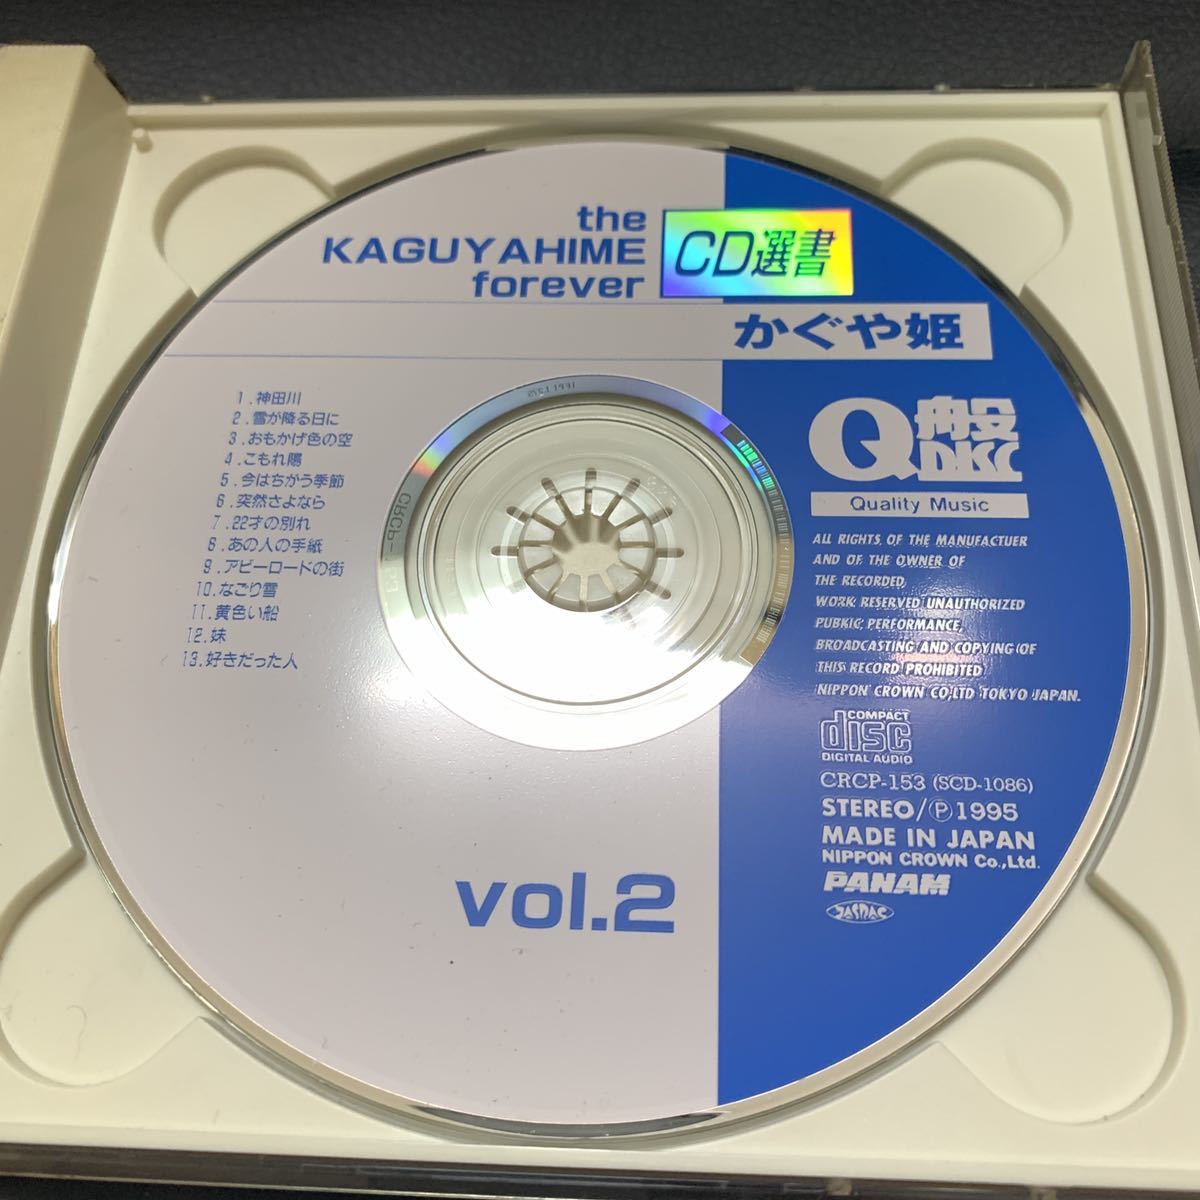 the
KAGUYAHIME
forever
CD選書
かぐや姫
1.神田川
2.雪が降る日に
3.おもかげ色の空
4.こもれ陽
5.今はちがう季節
6.突然さよなら
7.22才の別れ
8.あの人の手紙
9.アビーロードの街
10.なごり雪
11.黄色い船
12.妹
13.好きだった人
Q盤
DISC
Quality Music
ALL RIGHTS OF THE MANUFACTUER
AND OF THE OWNER OF
THE RECORDED
WORK RESERVED UNAUTHORIZED
PUBKIC PERFORMANCE,
BROADCASTING AND COPYING OF
THIS RECORD PROHIBITED
NIPPON CROWN CO,LTD TOKYO JAPAN.
COMPACT
disc
DIGITAL AUDIO
CRCP-153 (SCD-1086)
STEREO/Ⓟ1995
MADE IN JAPAN
NIPPON CROWN Co.,Ltd.
PANAM
JASRAC
vol.2
CRCP-